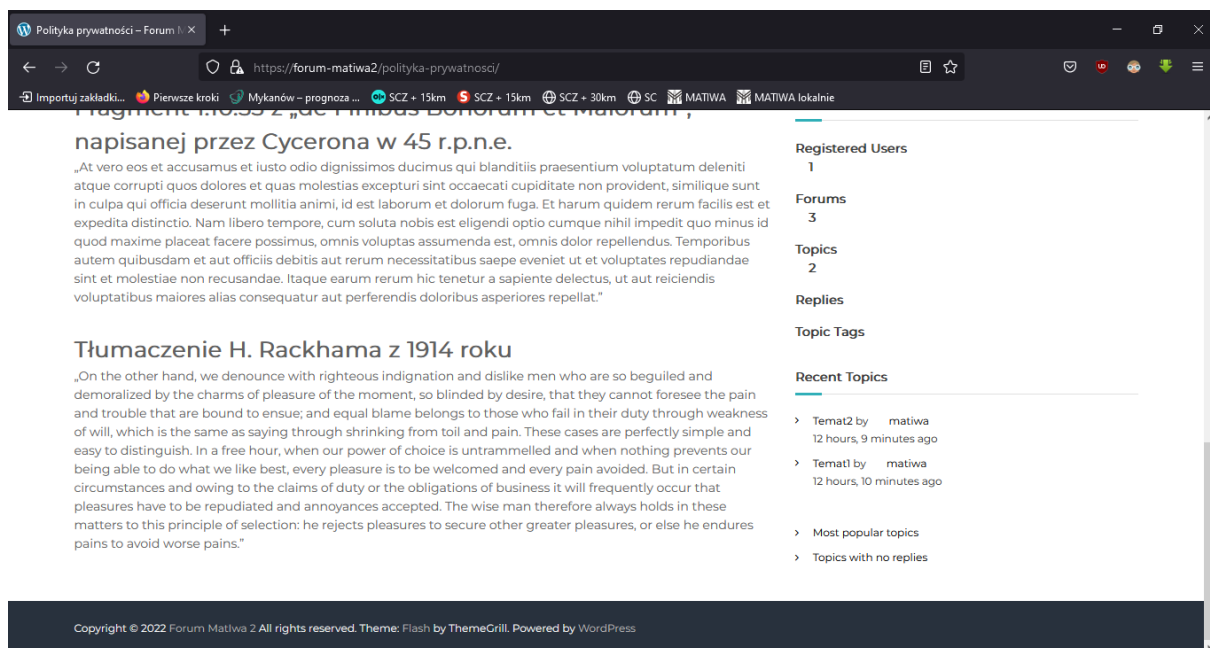 Polityka prywatności – Forum M
https://forum-matiwa2/polityka-prywatnosci/
Importuj zakładki... Pierwsze kroki Mykanów – prognoza ... SCZ + 15km SCZ + 15km SCZ + 30km SC MATIWA MATIWA lokalnie
Fragment 1.10.33 z „de Finibus Bonorum et Malorum",
napisanej przez Cycerona w 45 r.p.n.e.
„At vero eos et accusamus et iusto odio dignissimos ducimus qui blanditiis praesentium voluptatum deleniti
atque corrupti quos dolores et quas molestias excepturi sint occaecati cupiditate non provident, similique sunt
in culpa qui officia deserunt mollitia animi, id est laborum et dolorum fuga. Et harum quidem rerum facilis est et
expedita distinctio. Nam libero tempore, cum soluta nobis est eligendi optio cumque nihil impedit quo minus id
quod maxime placeat facere possimus, omnis voluptas assumenda est, omnis dolor repellendus. Temporibus
autem quibusdam et aut officiis debitis aut rerum necessitatibus saepe eveniet ut et voluptates repudiandae
sint et molestiae non recusandae. Itaque earum rerum hic tenetur a sapiente delectus, ut aut reiciendis
voluptatibus maiores alias consequatur aut perferendis doloribus asperiores repellat."
Tłumaczenie H. Rackhama z 1914 roku
„On the other hand, we denounce with righteous indignation and dislike men who are so beguiled and
demoralized by the charms of pleasure of the moment, so blinded by desire, that they cannot foresee the pain
and trouble that are bound to ensue; and equal blame belongs to those who fail in their duty through weakness
of will, which is the same as saying through shrinking from toil and pain. These cases are perfectly simple and
easy to distinguish. In a free hour, when our power of choice is untrammelled and when nothing prevents our
being able to do what we like best, every pleasure is to be welcomed and every pain avoided. But in certain
circumstances and owing to the claims of duty or the obligations of business it will frequently occur that
pleasures have to be repudiated and annoyances accepted. The wise man therefore always holds in these
matters to this principle of selection: he rejects pleasures to secure other greater pleasures, or else he endures
pains to avoid worse pains."
Registered Users
1
Forums
3
Topics
2
Replies
Topic Tags
Recent Topics
Temat2 by matiwa
12 hours, 9 minutes ago
Temat1 by matiwa
12 hours, 10 minutes ago
Most popular topics
Topics with no replies
Copyright © 2022 Forum MatIwa 2 All rights reserved. Theme: Flash by ThemeGrill. Powered by WordPress